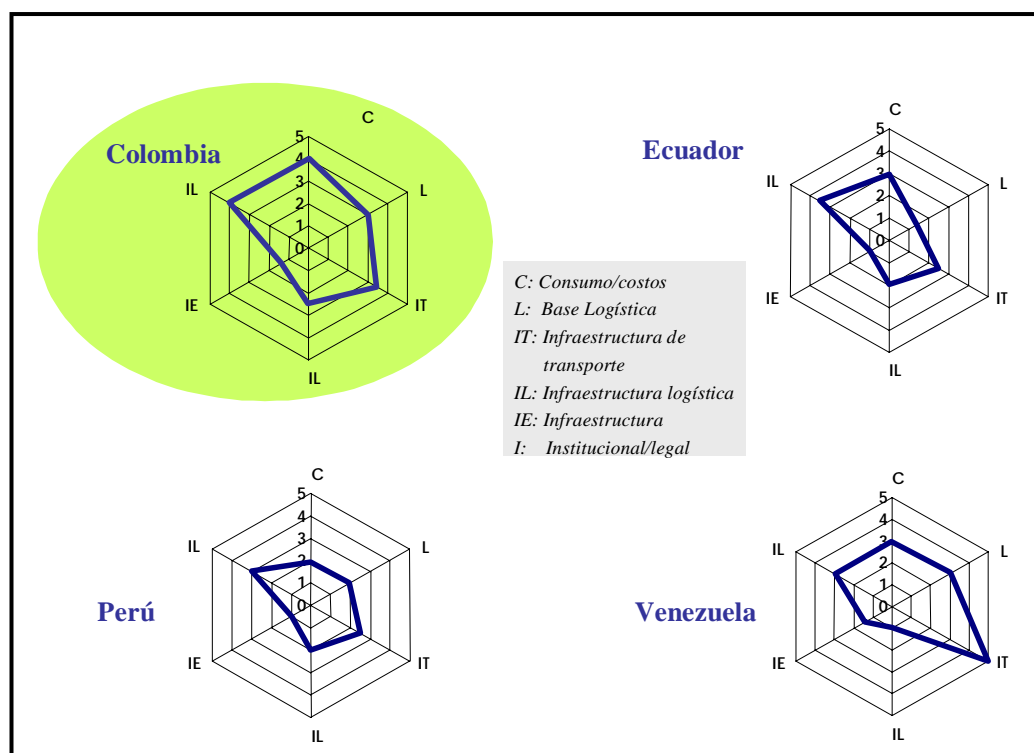 C
5
Colombia
4
IL
L
3
2
1
0
IE
IT
IL
C
5
Ecuador
4
IL
L
3
2
1
0
IE
IT
IL
C: Consumo/costos
L: Base Logística
IT: Infraestructura de
transporte
IL: Infraestructura logística
IE: Infraestructura
I: Institucional/legal
C
5
4
IL
L
3
2
1
Perú
0
IE
IT
IL
C
5
4
IL
L
3
2
1
Venezuela
0
IE
IT
IL